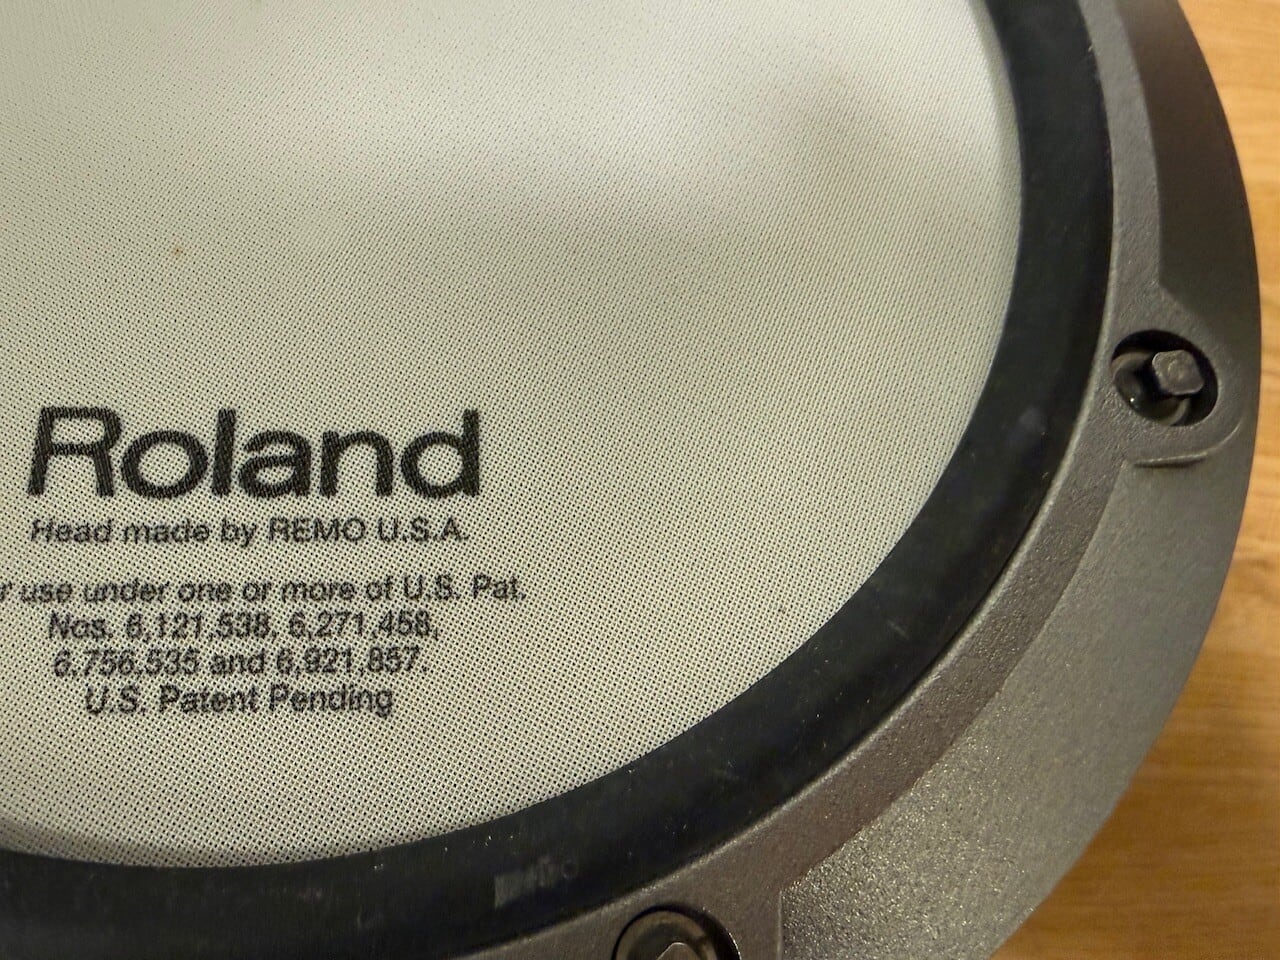 Roland
Head made by REMO U.S.A.
r use under one or more of U.S. Pat.
Nos. 6,121,538, 6,271,458,
6,756,535 and 6,921,857.
U.S. Patent Pending